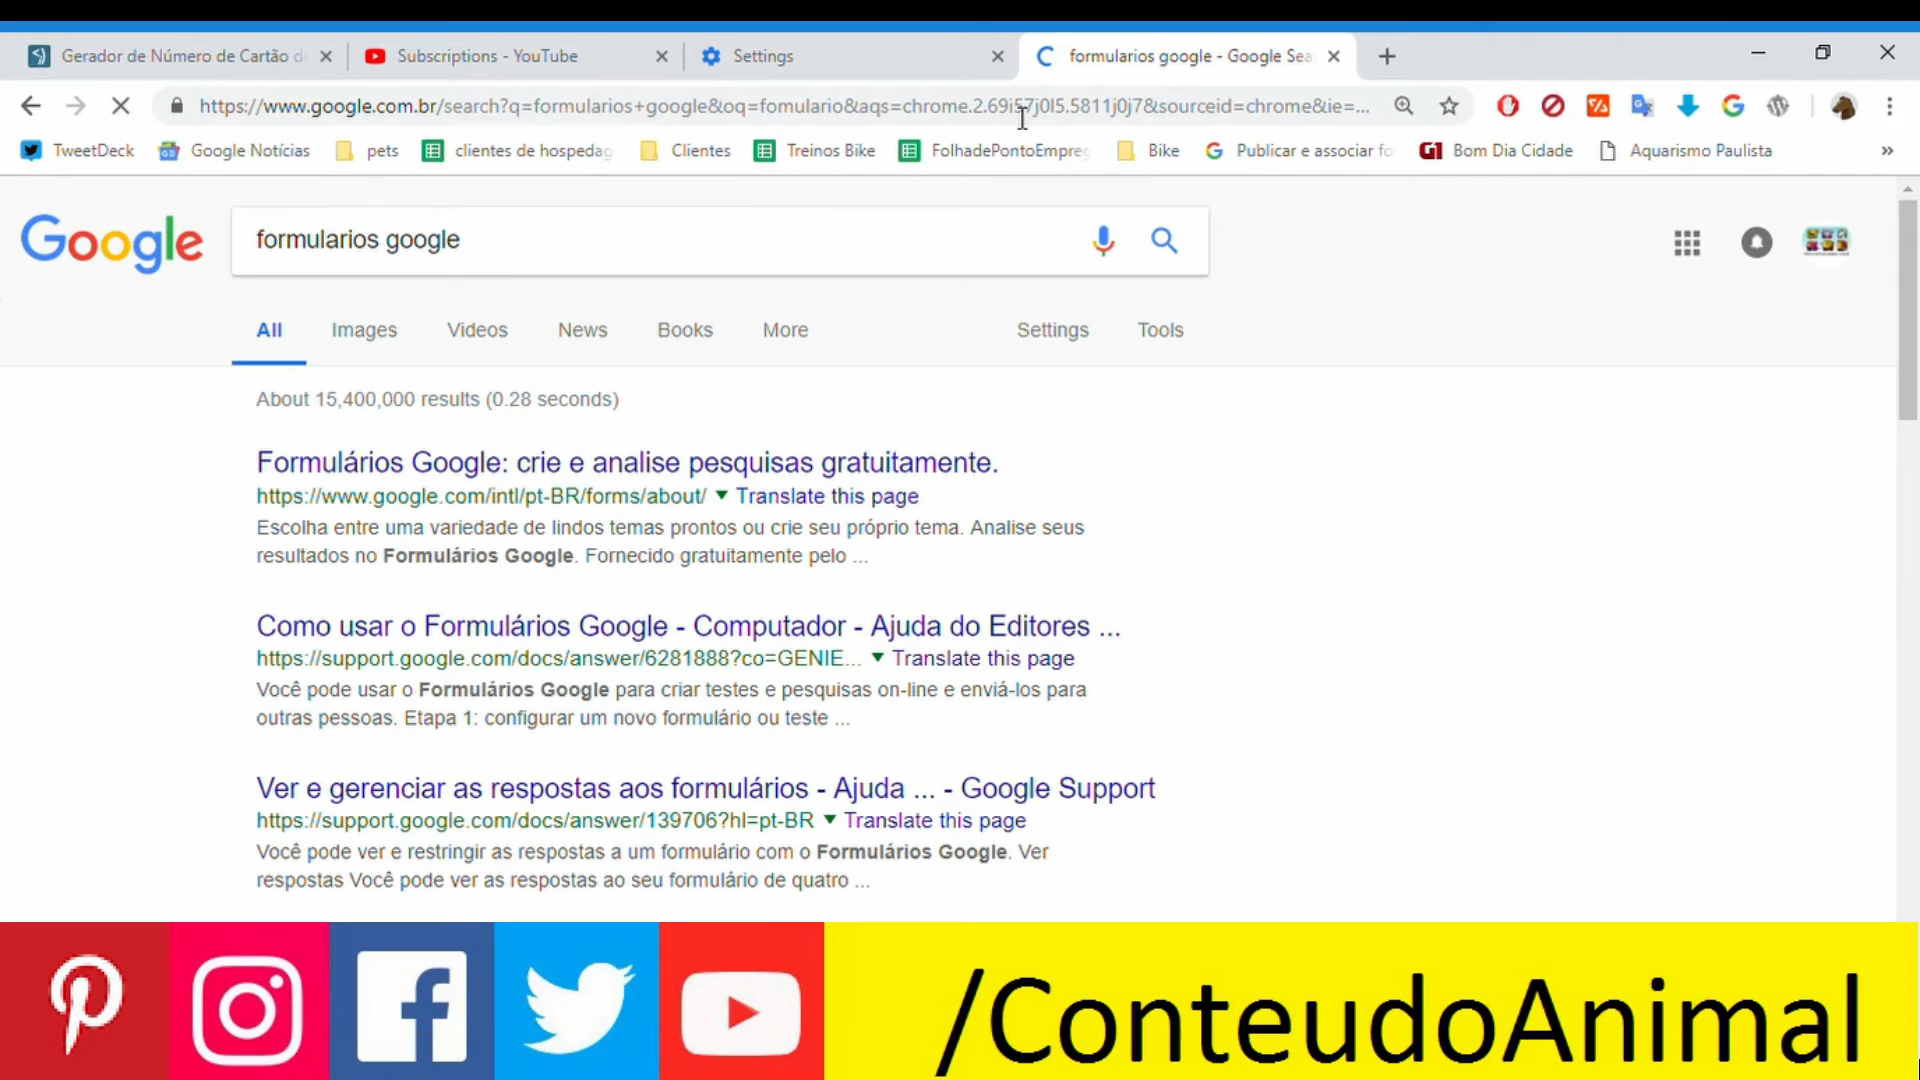 Gerador de Número de Cartão d
Subscriptions - YouTube
Settings
formularios google - Google Sea
https://www.google.com.br/search?q=formularios+google&oq=fomulario&aqs=chrome.2.69i57j0l5.5811j0j7&sourceid=chrome&ie=...
TweetDeck
Google Notícias
pets
clientes de hospedag
Clientes
Treinos Bike
FolhadePontoEmpreg
Bike
Publicar e associar fo
Bom Dia Cidade
Aquarismo Paulista
»
Google
formularios google
All
Images
Videos
News
Books
More
Settings
Tools
About 15,400,000 results (0.28 seconds)
Formulários Google: crie e analise pesquisas gratuitamente.
https://www.google.com/intl/pt-BR/forms/about/ ▼ Translate this page
Escolha entre uma variedade de lindos temas prontos ou crie seu próprio tema. Analise seus
resultados no Formulários Google. Fornecido gratuitamente pelo ...
Como usar o Formulários Google - Computador - Ajuda do Editores ...
https://support.google.com/docs/answer/6281888?co=GENIE... ▼ Translate this page
Você pode usar o Formulários Google para criar testes e pesquisas on-line e enviá-los para
outras pessoas. Etapa 1: configurar um novo formulário ou teste ...
Ver e gerenciar as respostas aos formulários - Ajuda ... - Google Support
https://support.google.com/docs/answer/139706?hl=pt-BR ▼ Translate this page
Você pode ver e restringir as respostas a um formulário com o Formulários Google. Ver
respostas Você pode ver as respostas ao seu formulário de quatro ...
/ConteudoAnimal